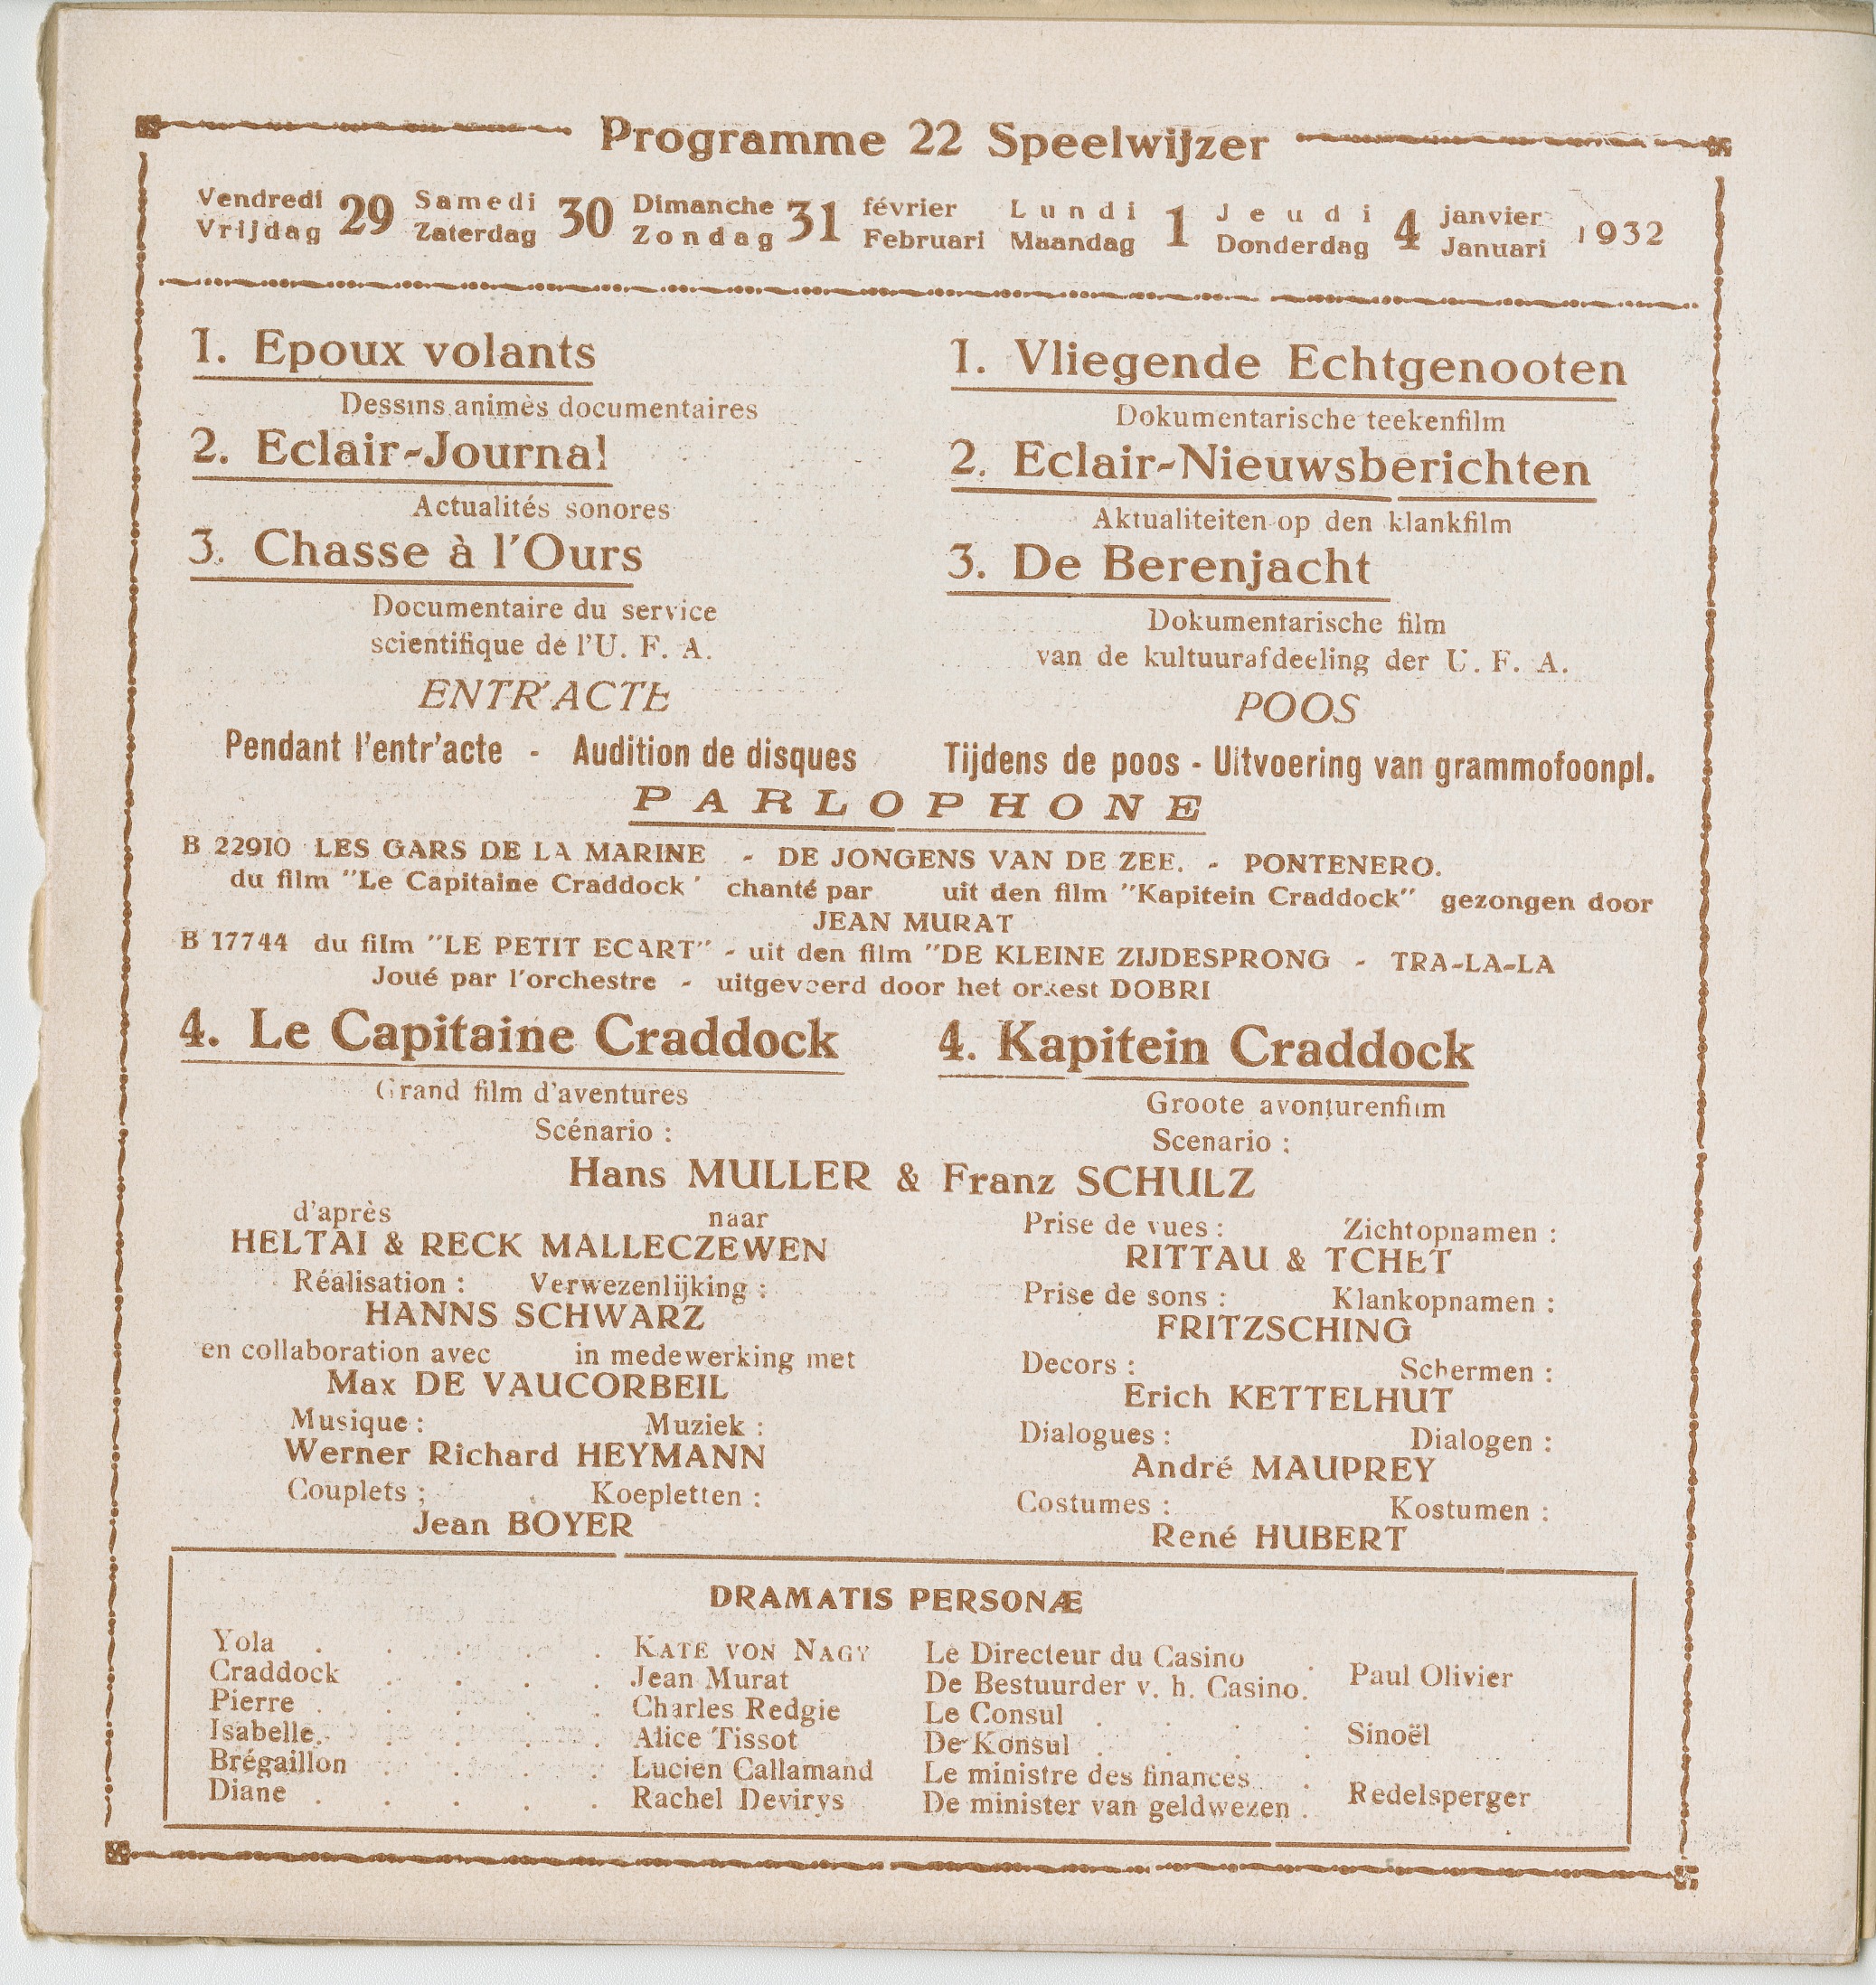 Programme 22 Speelwijzer
Vendredi 29 Samedi 30 Dimanche 31 février Lundi 1 Jeudi 4 janvier 1932
Vrijdag Zaterdag Zondag Februari Maandag Donderdag Januari
1. Epoux volants
Dessins animès documentaires
2. Eclair-Journal
Actualités sonores
3. Chasse à l'Ours
Documentaire du service
scientifique de l'U. F. A.
ENTR'ACTE
Pendant l'entr'acte - Audition de disques
1. Vliegende Echtgenooten
Dokumentarische teekenfilm
2. Eclair-Nieuwsberichten
Aktualiteiten op den klankfilm
3. De Berenjacht
Dokumentarische film
van de kultuurafdeeling der U. F. A.
POOS
Tijdens de poos - Uitvoering van grammofoonpl.
PARLOPHONE
B 22910 LES GARS DE LA MARINE - DE JONGENS VAN DE ZEE. - PONTENERO.
du film "Le Capitaine Craddock' chanté par uit den film "Kapitein Craddock" gezongen door
JEAN MURAT
B 17744 du film "LE PETIT ECART" - uit den film "DE KLEINE ZIJDESPRONG - TRA-LA-LA
Joué par l'orchestre - uitgevoerd door het orkest DOBRI
4. Le Capitaine Craddock 4. Kapitein Craddock
Grand film d'aventures Groote avonturenfilm
Scénario : Scenario :
Hans MULLER & Franz SCHULZ
d'après naar
HELTAI & RECK MALLECZEWEN
Réalisation : Verwezenlijking :
HANNS SCHWARZ
en collaboration avec in medewerking met
Max DE VAUCORBEIL
Musique : Muziek :
Werner Richard HEYMANN
Couplets : Koepletten :
Jean BOYER
Prise de vues : Zichtopnamen :
RITTAU & TCHET
Prise de sons : Klankopnamen :
FRITZSCHING
Decors : Schermen :
Erich KETTELHUT
Dialogues : Dialogen :
André MAUPREY
Costumes : Kostumen :
René HUBERT
DRAMATIS PERSONÆ
Yola . . . . . KATE VON NAGY
Craddock . . . . Jean Murat
Pierre . . . . . Charles Redgie
Isabelle . . . . Alice Tissot
Brégaillon . . . . Lucien Callamand
Diane . . . . . Rachel Devirys
Le Directeur du Casino .
De Bestuurder v. h. Casino. Paul Olivier
Le Consul . . . .
De Konsul . . . . Sinoël
Le ministre des finances .
De minister van geldwezen . Redelsperger